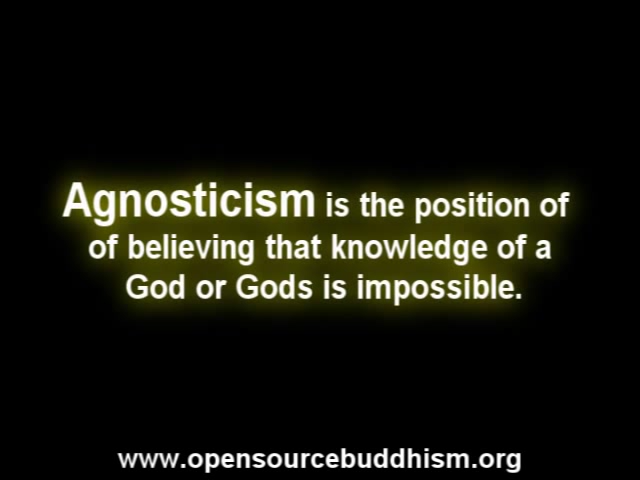 Agnosticism is the position of
of believing that knowledge of a
God or Gods is impossible.
www.opensourcebuddhism.org